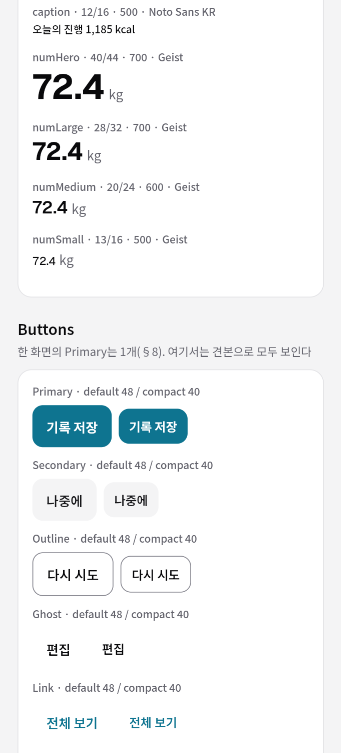 caption · 12/16 · 500 · Noto Sans KR
오늘의 진행 1,185 kcal
numHero · 40/44 · 700 · Geist
72.4 kg
numLarge · 28/32 · 700 · Geist
72.4 kg
numMedium · 20/24 · 600 · Geist
72.4 kg
numSmall · 13/16 · 500 · Geist
72.4 kg
Buttons
한 화면의 Primary는 1개(§8). 여기서는 견본으로 모두 보인다
Primary · default 48 / compact 40
기록 저장 기록 저장
Secondary · default 48 / compact 40
나중에 나중에
Outline · default 48 / compact 40
다시 시도 다시 시도
Ghost · default 48 / compact 40
편집 편집
Link · default 48 / compact 40
전체 보기 전체 보기